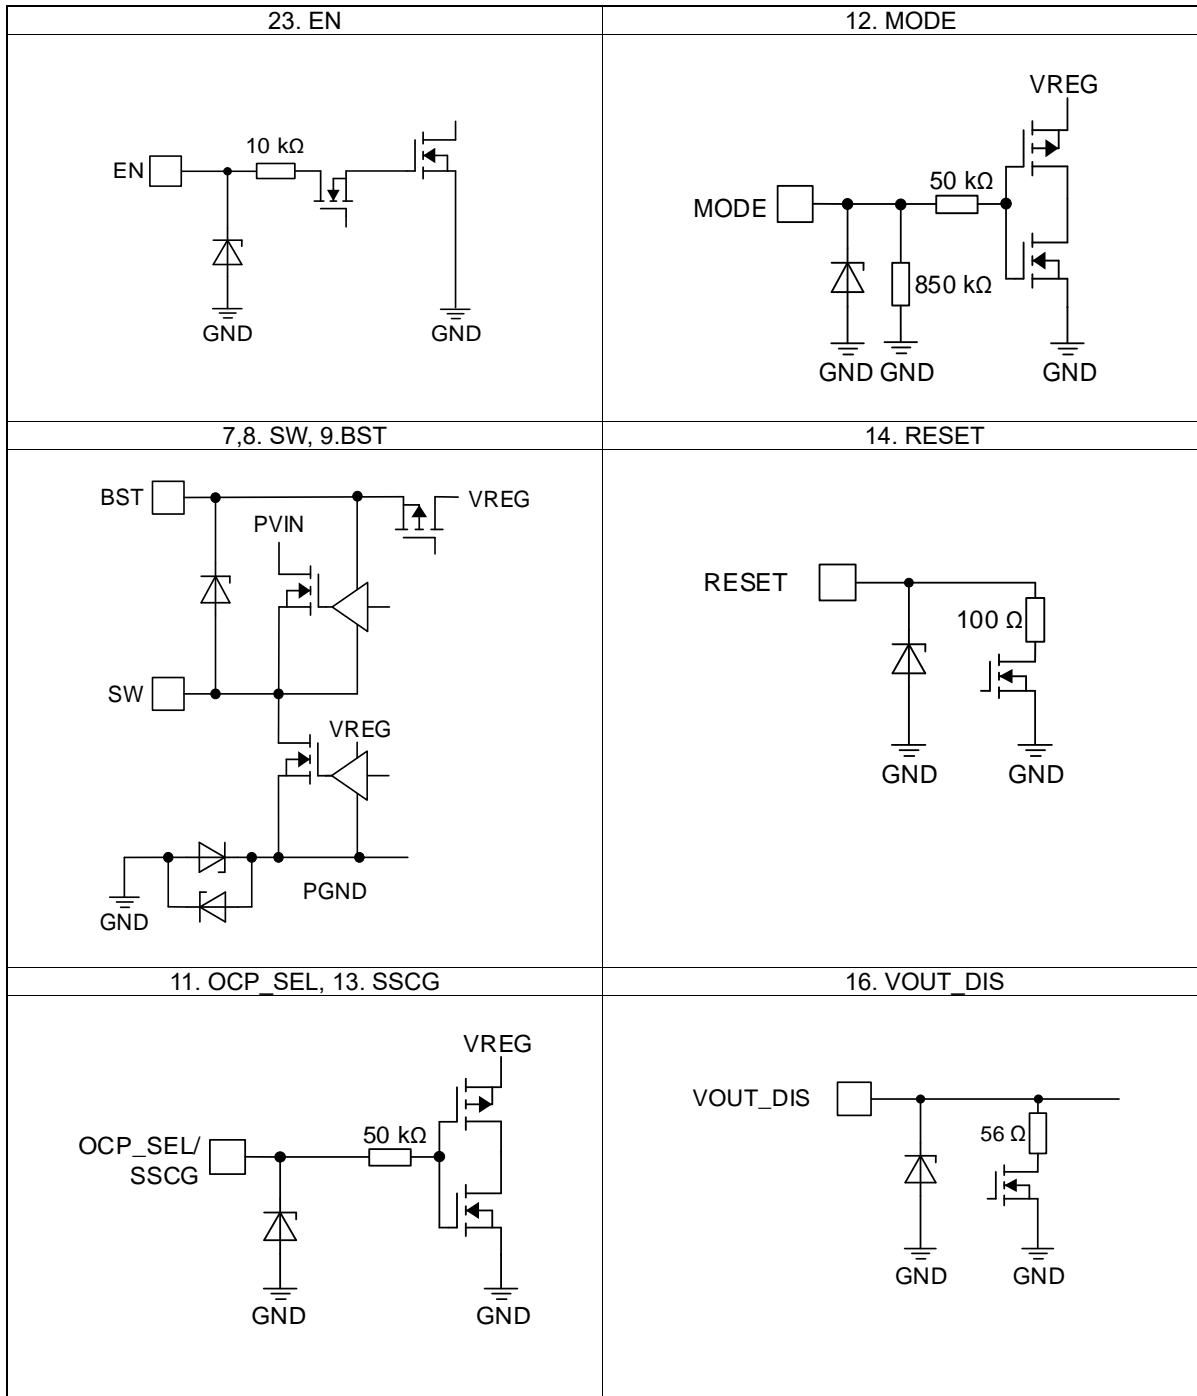 23. EN
12. MODE
EN
10 kΩ
GND
GND
VREG
MODE
50 kΩ
850 kΩ
GND
GND
GND
7,8. SW, 9.BST
14. RESET
BST
PVIN
VREG
SW
VREG
PGND
GND
RESET
100 Ω
GND
GND
11. OCP_SEL, 13. SSCG
16. VOUT_DIS
VREG
OCP_SEL/
SSCG
50 kΩ
GND
GND
VOUT_DIS
56 Ω
GND
GND